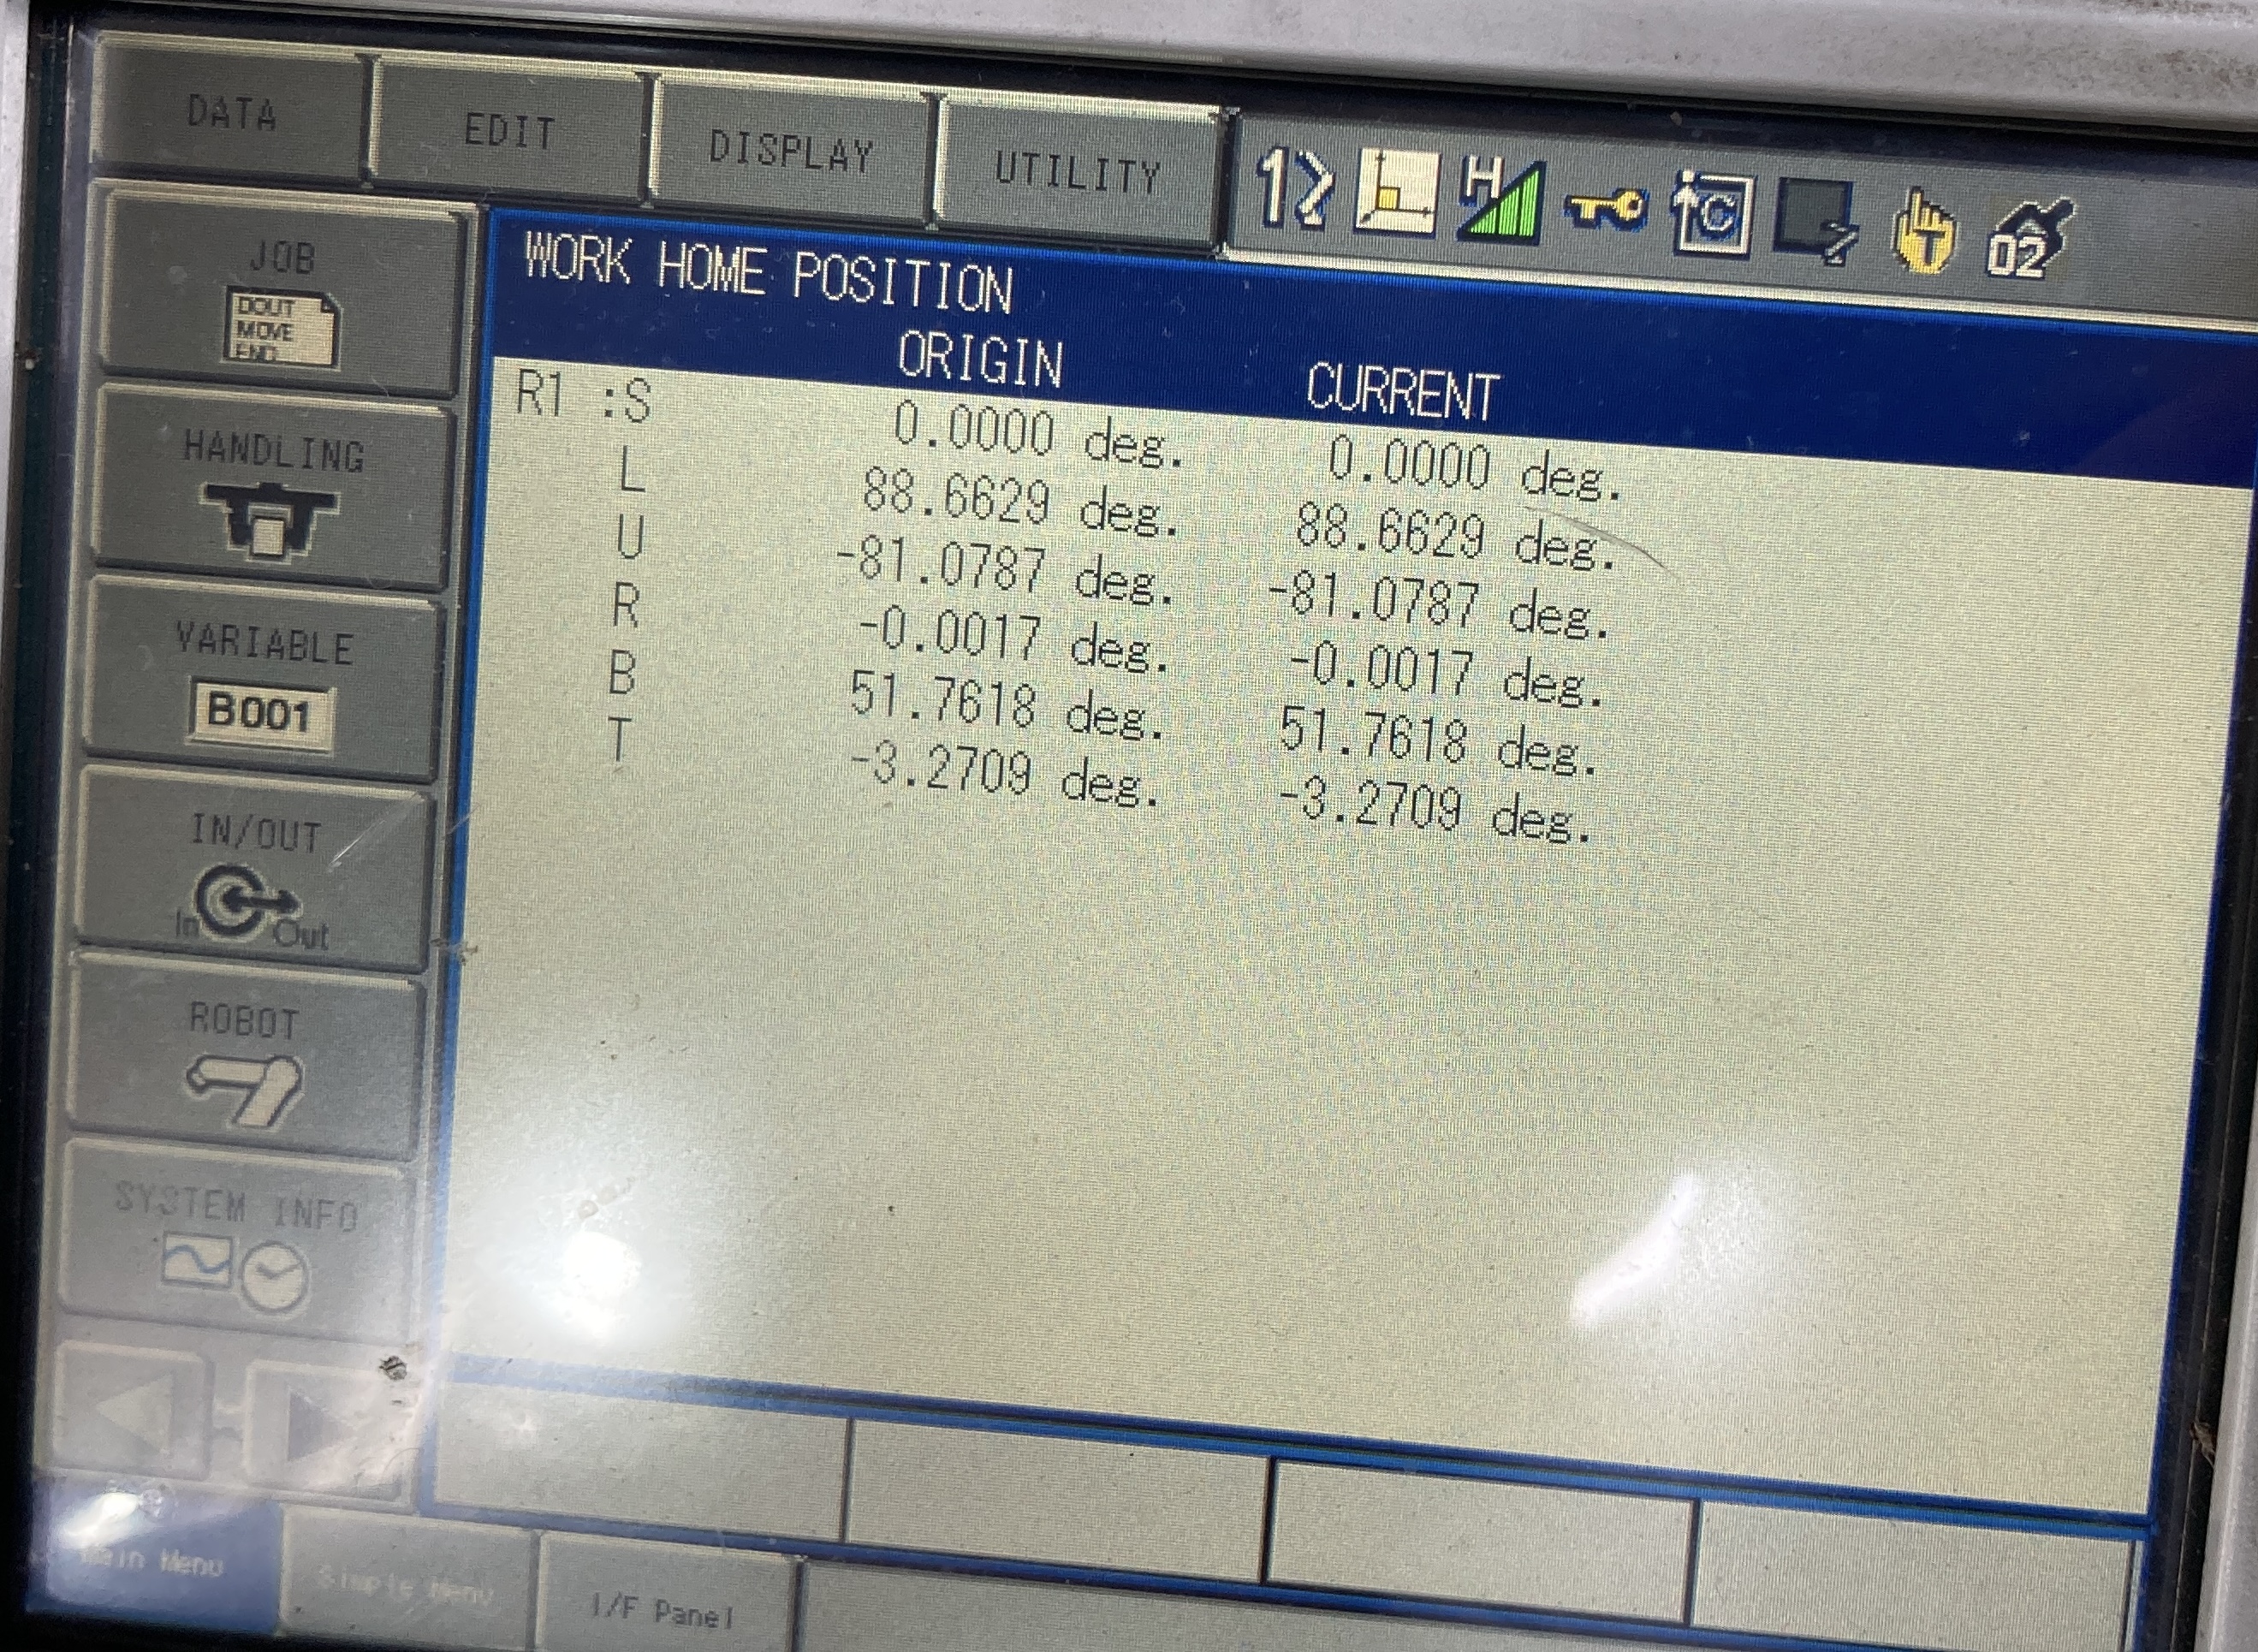 DATA EDIT DISPLAY UTILITY
H C T 02
JOB
DOUT
MOVE
END
HANDLING
VARIABLE
B001
IN/OUT
In Out
ROBOT
SYSTEM INFO
WORK HOME POSITION
ORIGIN CURRENT
R1 :S 0.0000 deg. 0.0000 deg.
L 88.6629 deg. 88.6629 deg.
U -81.0787 deg. -81.0787 deg.
R -0.0017 deg. -0.0017 deg.
B 51.7618 deg. 51.7618 deg.
T -3.2709 deg. -3.2709 deg.
Main Menu Simple Menu I/F Panel